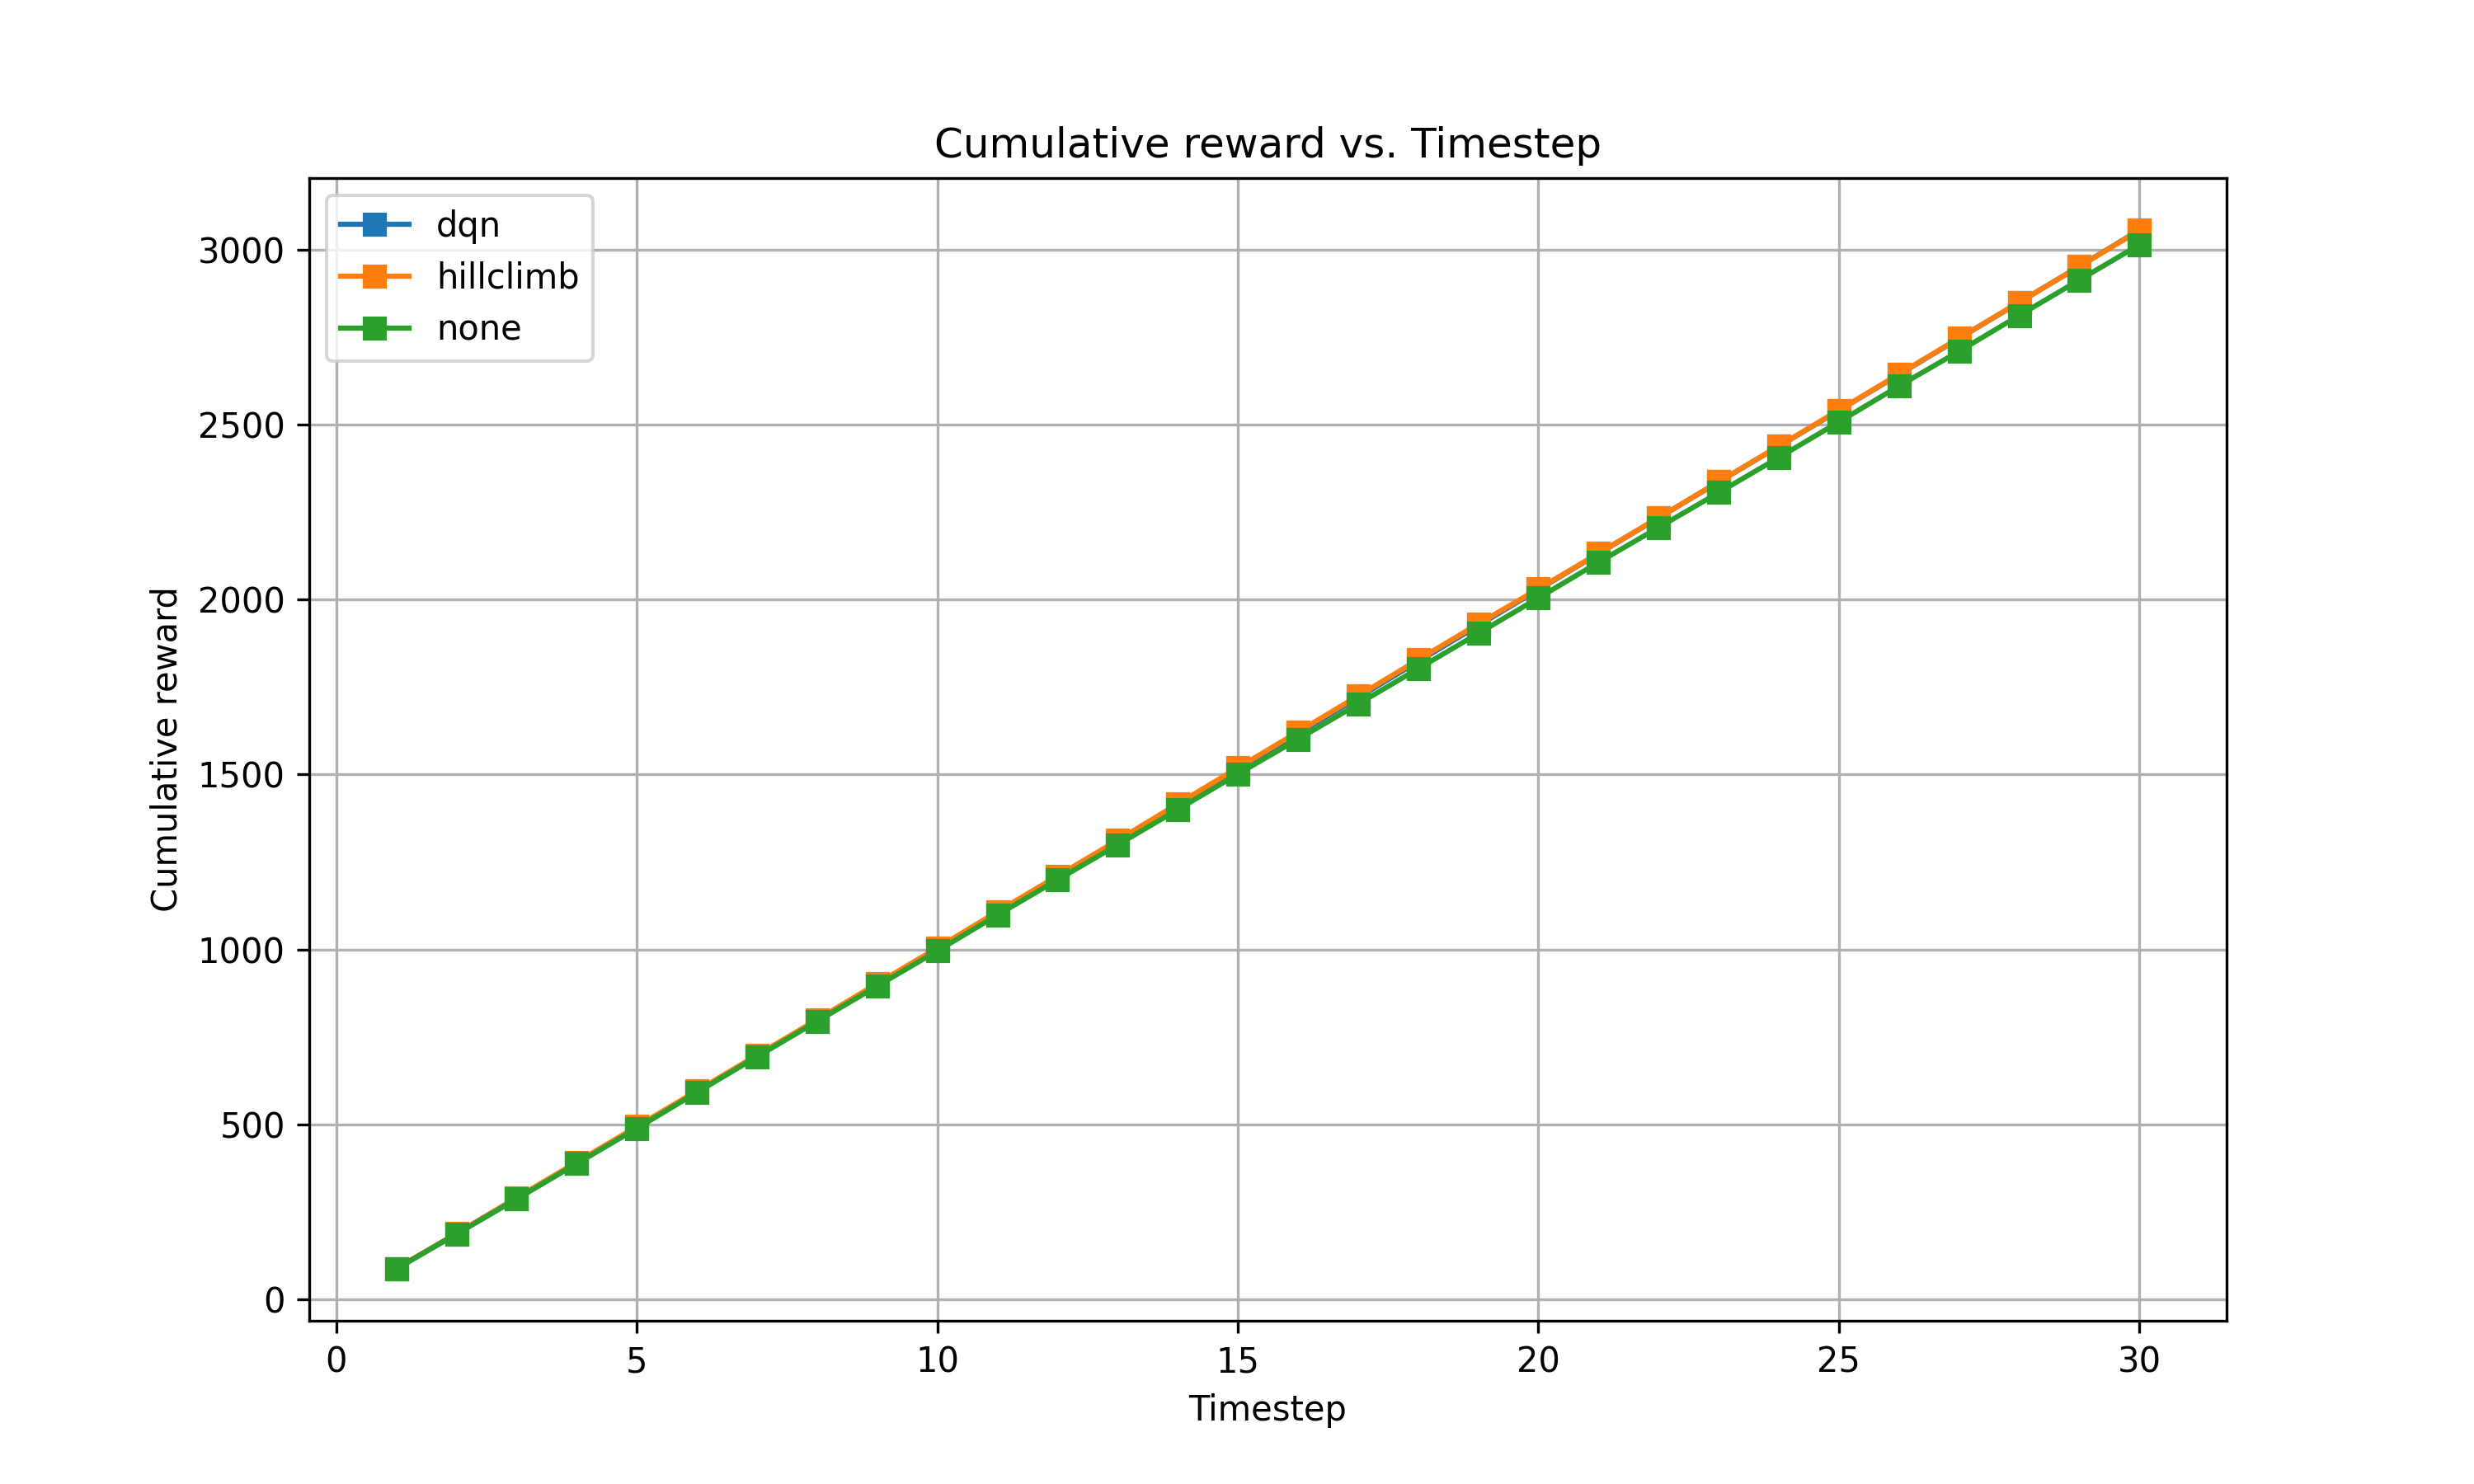 Cumulative reward vs. Timestep
dqn
hillclimb
none
Cumulative reward
3000
2500
2000
1500
1000
500
0
0 5 10 15 20 25 30
Timestep